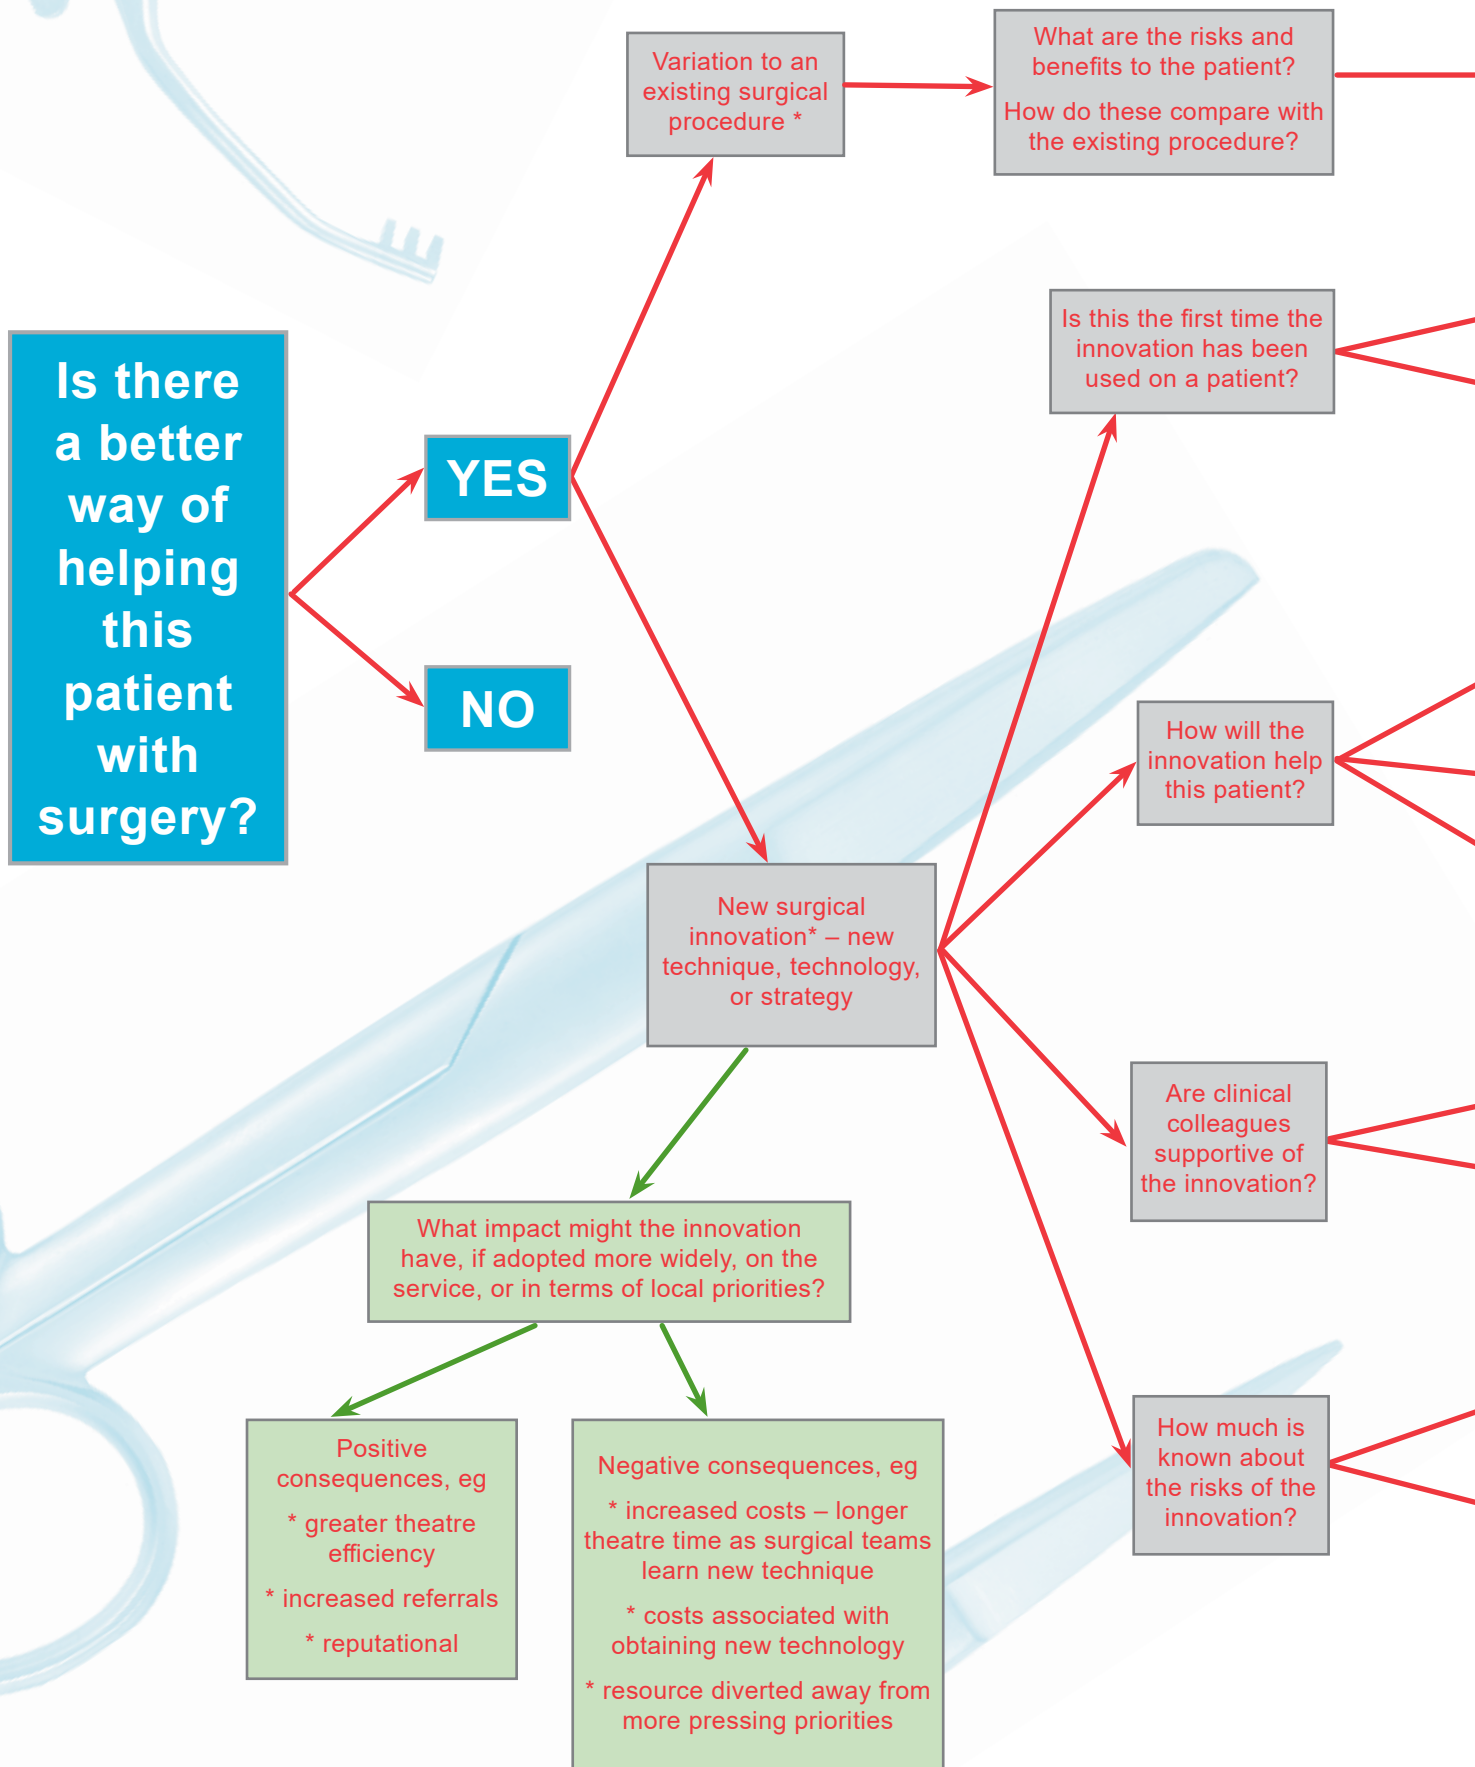 Is there
a better
way of
helping
this
patient
with
surgery?
YES
NO
Variation to an
existing surgical
procedure *
What are the risks and
benefits to the patient?
How do these compare with
the existing procedure?
Is this the first time the
innovation has been
used on a patient?
How will the
innovation help
this patient?
New surgical
innovation* – new
technique, technology,
or strategy
Are clinical
colleagues
supportive of
the innovation?
How much is
known about
the risks of the
innovation?
What impact might the innovation
have, if adopted more widely, on the
service, or in terms of local priorities?
Positive
consequences, eg
* greater theatre
efficiency
* increased referrals
* reputational
Negative consequences, eg
* increased costs – longer
theatre time as surgical teams
learn new technique
* costs associated with
obtaining new technology
* resource diverted away from
more pressing priorities